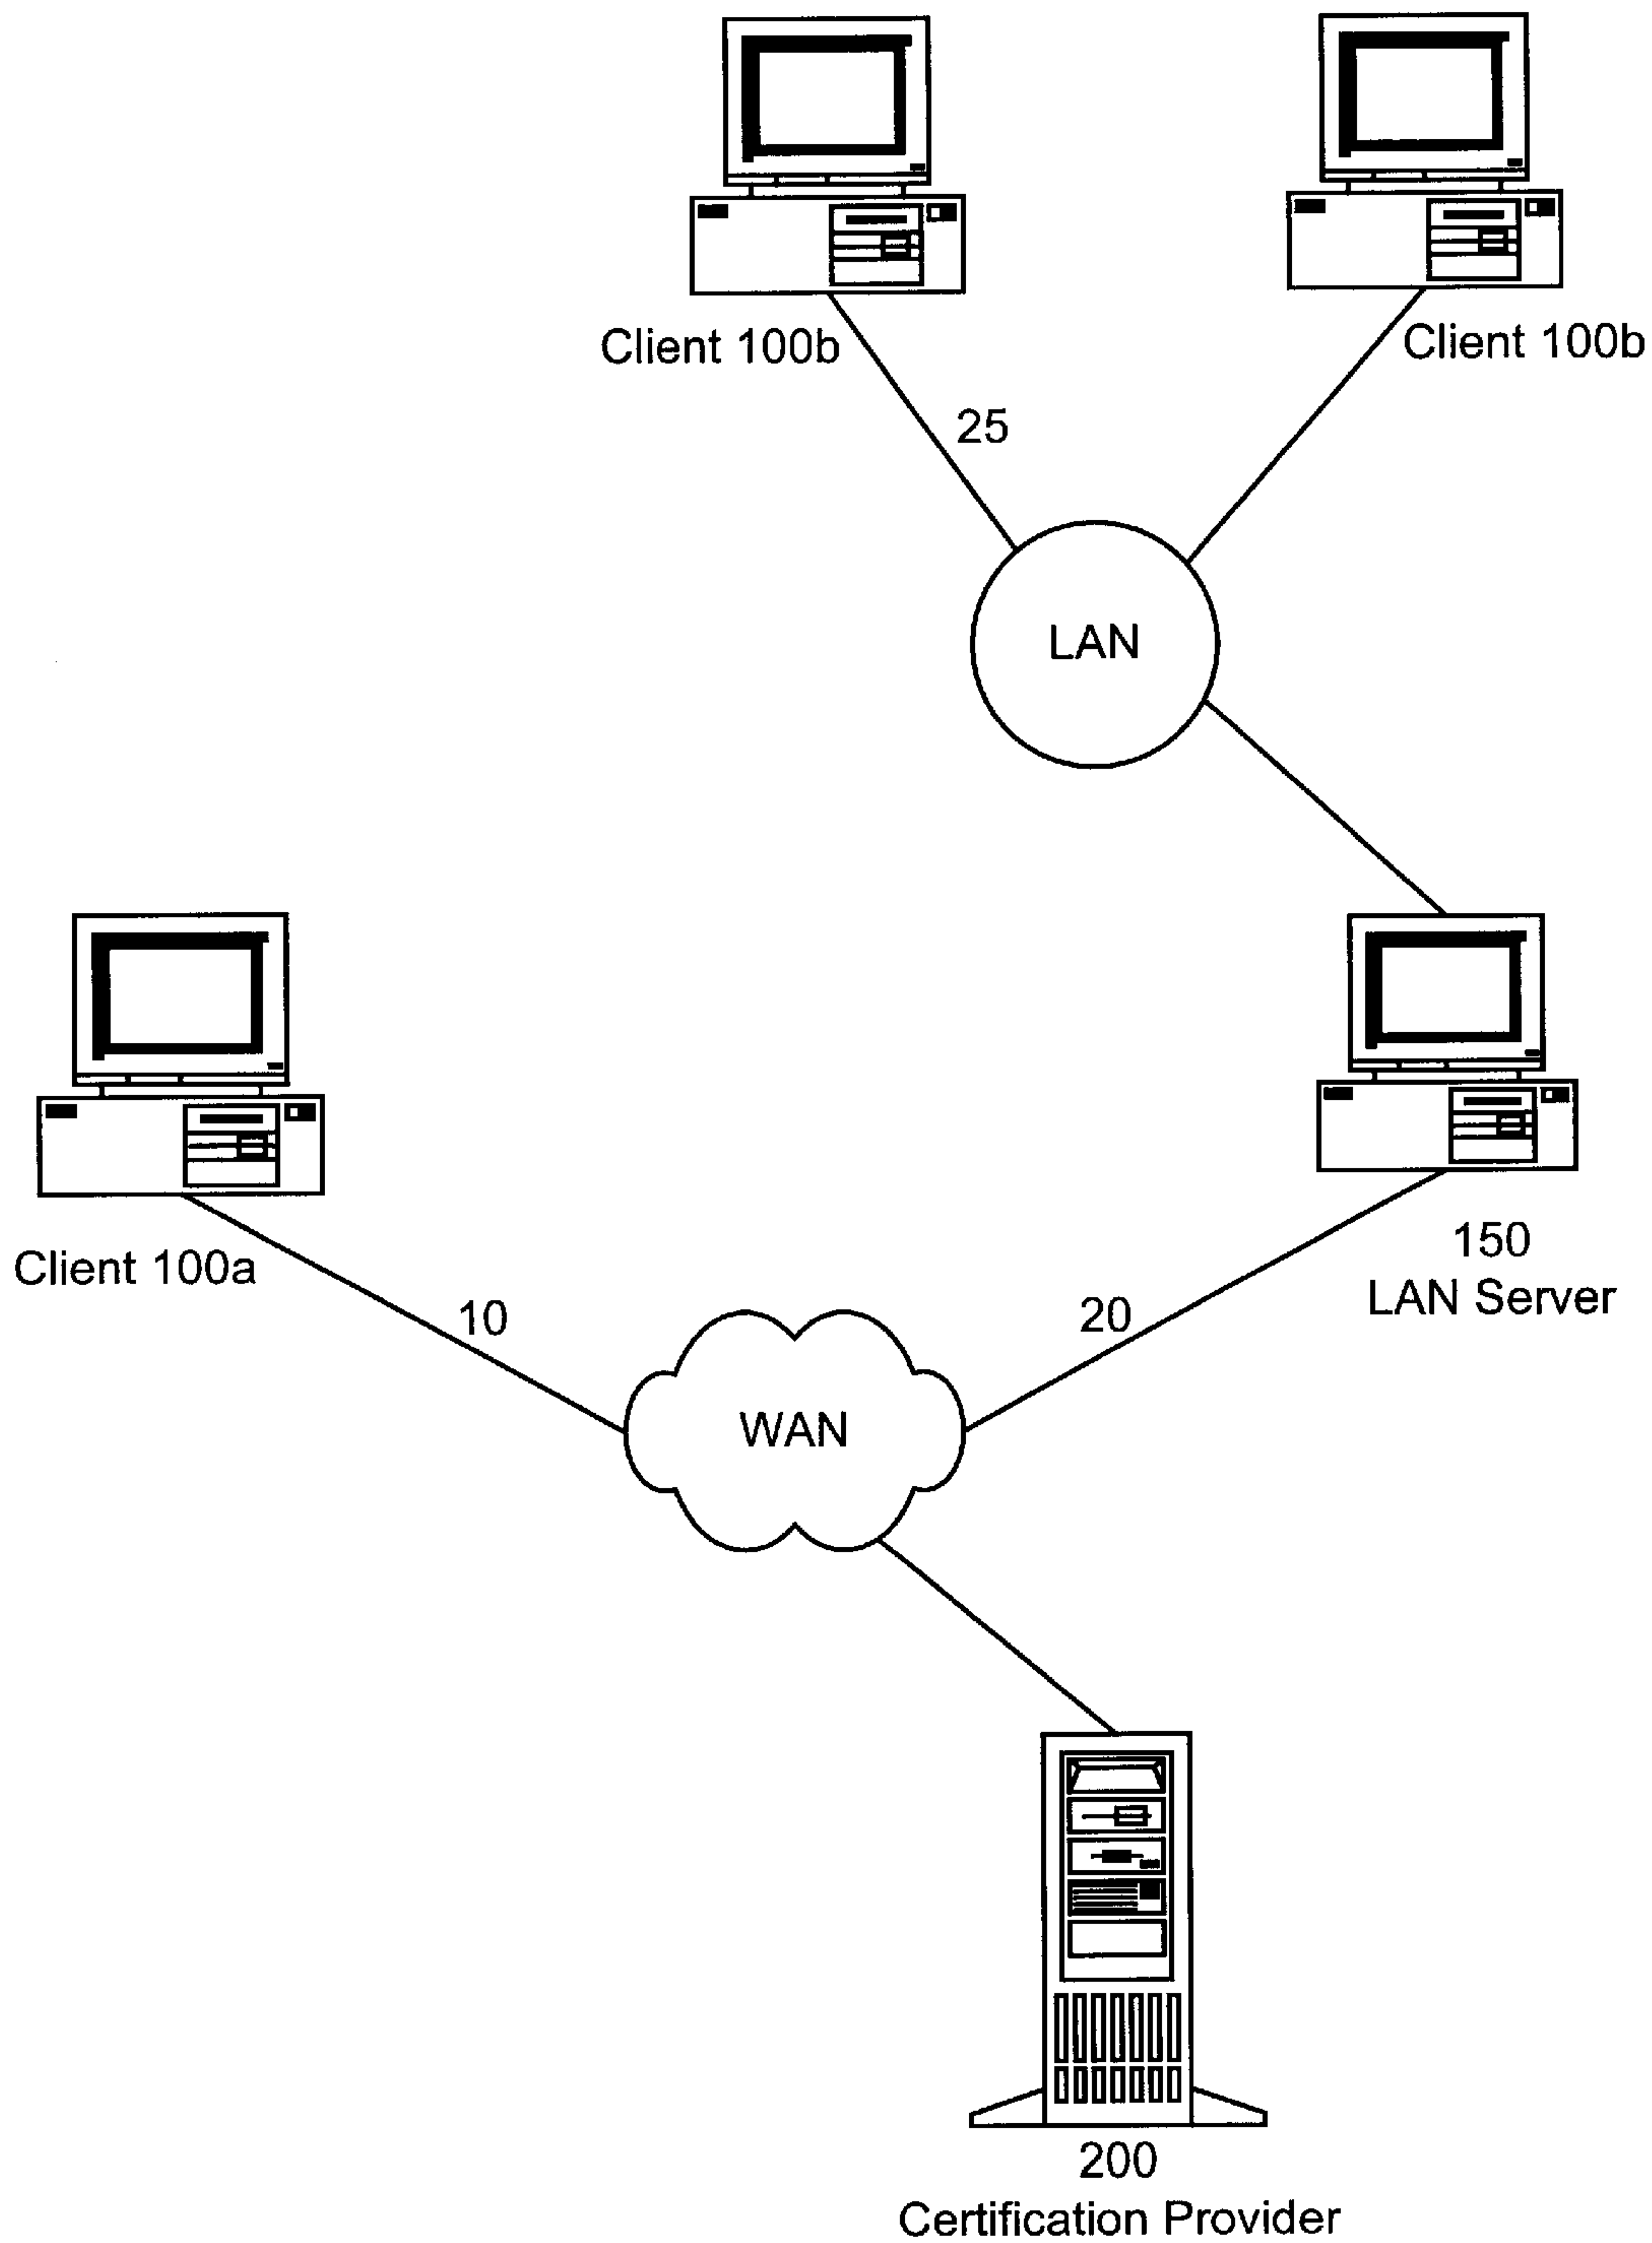 Client 100b
Client 100b
25
LAN
Client 100a
150
LAN Server
10
20
WAN
200
Certification Provider